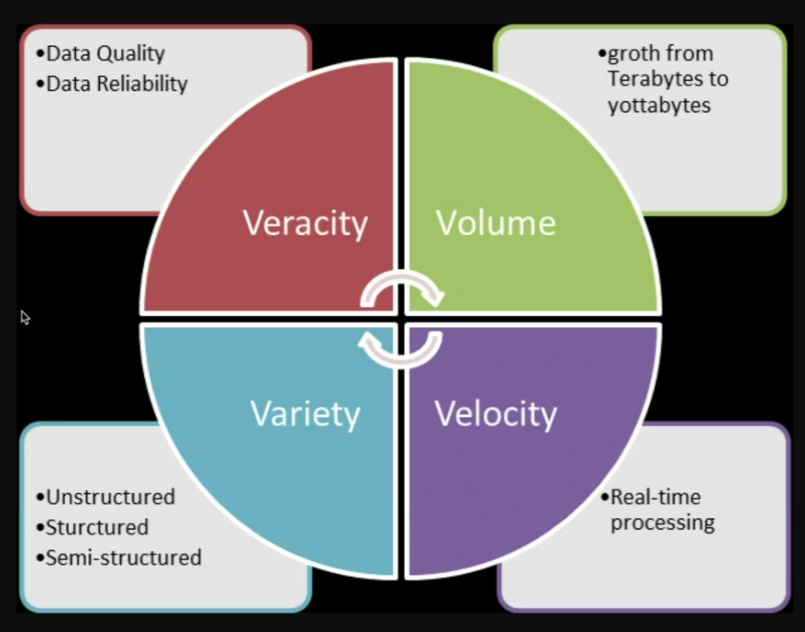 •Data Quality
•Data Reliability
•groth from
Terabytes to
yottabytes
Veracity
Volume
Variety
Velocity
•Unstructured
•Sturctured
•Semi-structured
•Real-time
processing